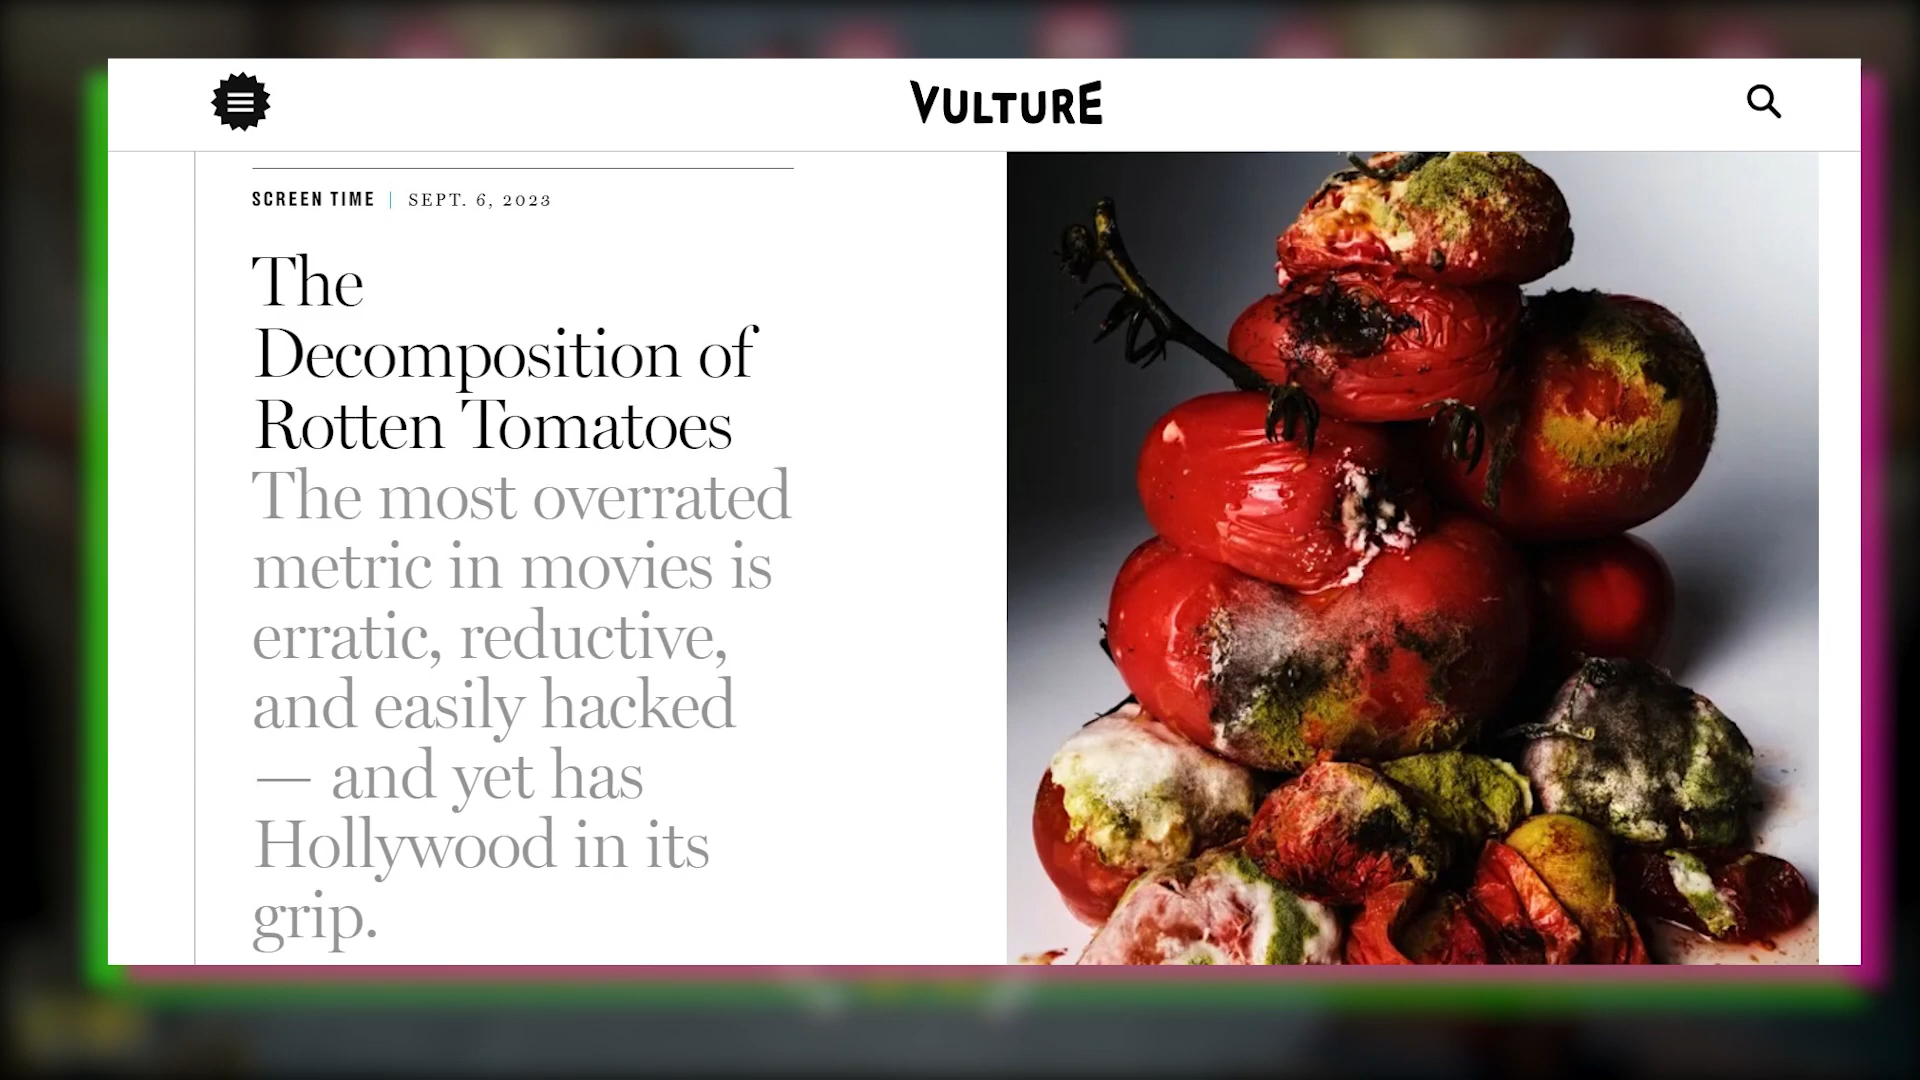 VULTURE
SCREEN TIME | SEPT. 6, 2023
The
Decomposition of
Rotten Tomatoes
The most overrated
metric in movies is
erratic, reductive,
and easily hacked
— and yet has
Hollywood in its
grip.